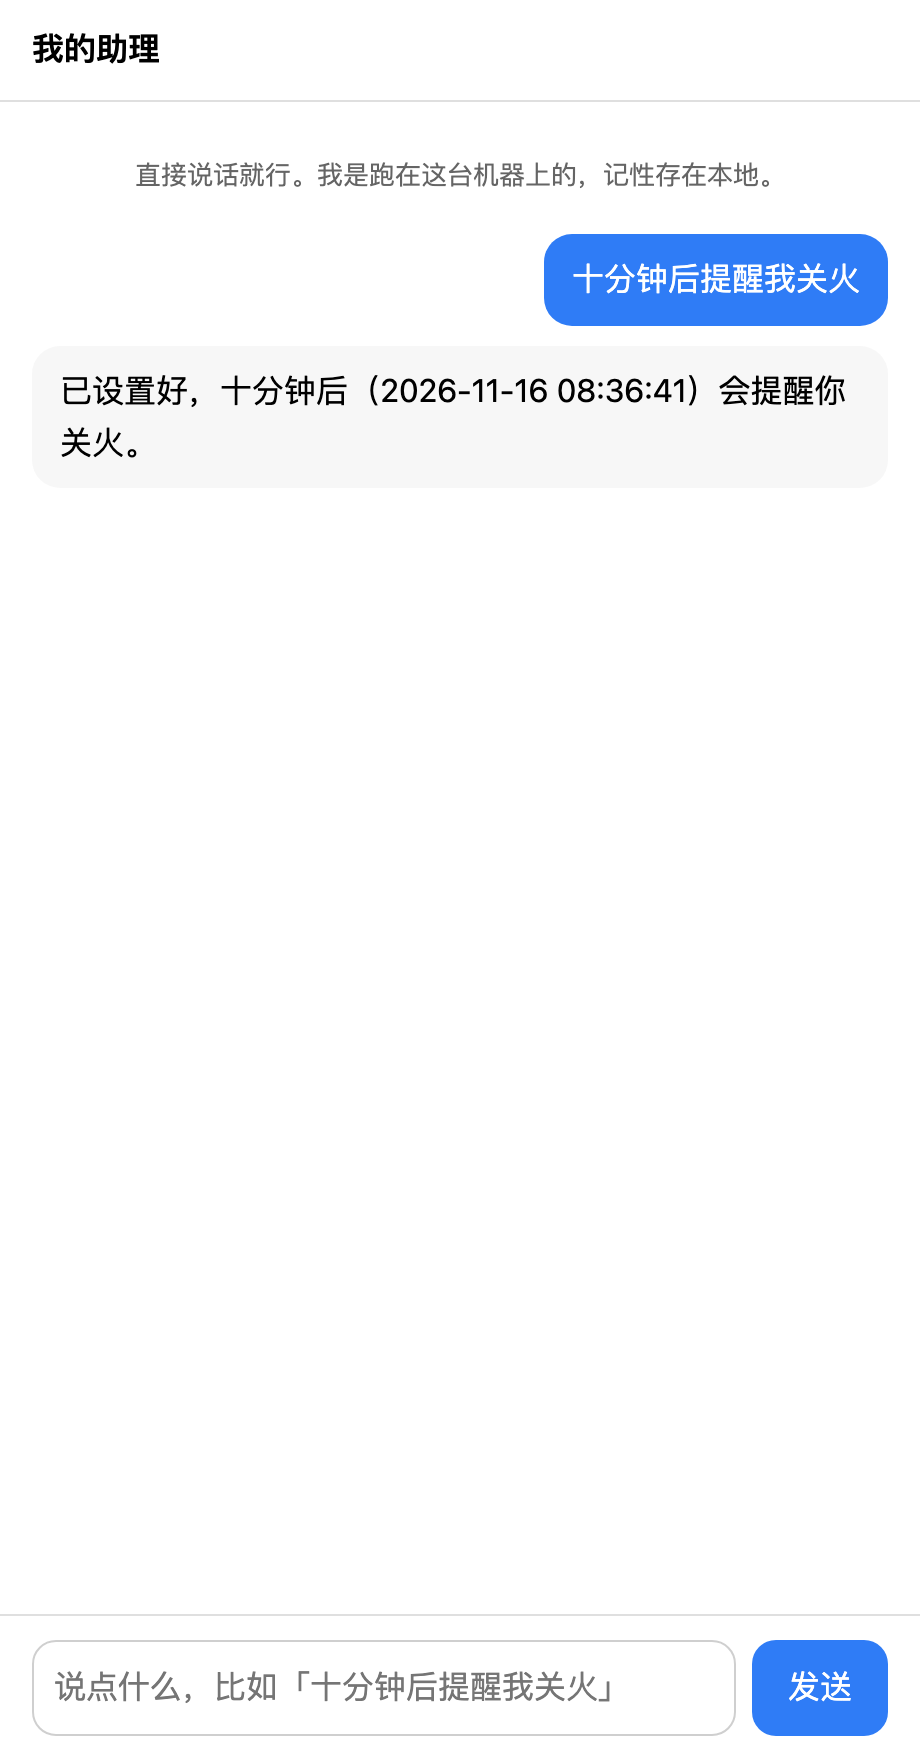 我的助理
直接说话就行。我是跑在这台机器上的，记性存在本地。
十分钟后提醒我关火
已设置好，十分钟后（2026-11-16 08:36:41）会提醒你
关火。
说点什么，比如「十分钟后提醒我关火」
发送